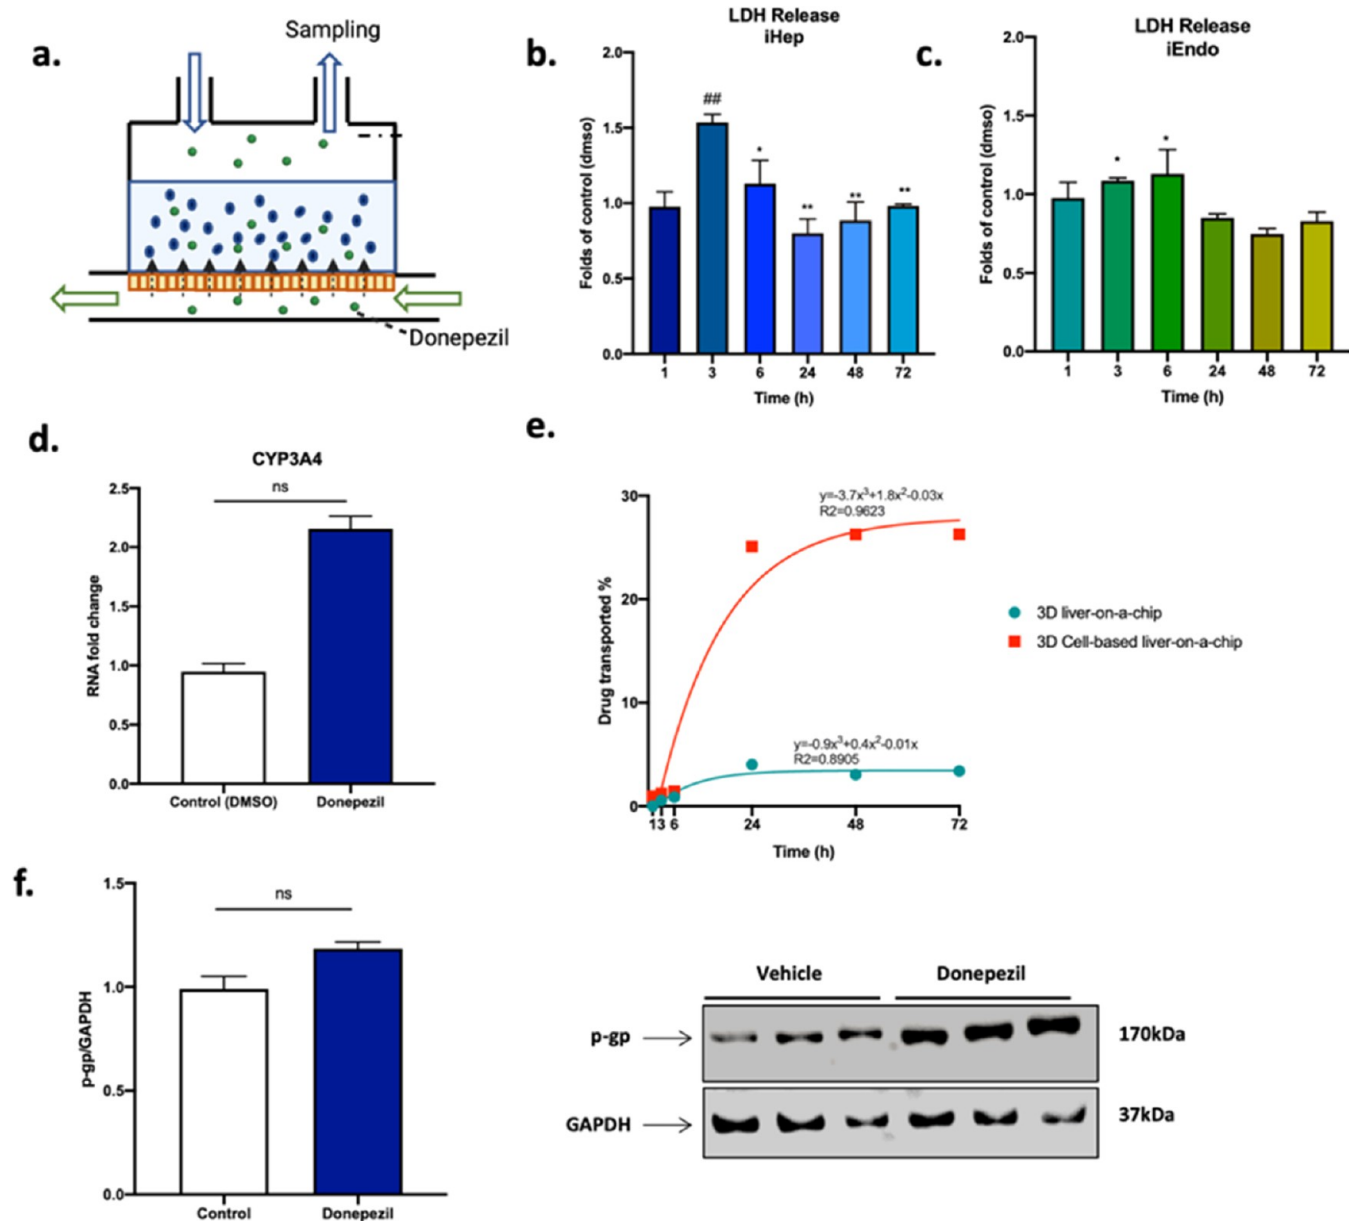 a.
Sampling
Donepezil
b.
LDH Release
iHep
Folds of control (dmso)
2.0
1.5
1.0
0.5
0.0
##
*
**
**
**
1 3 6 24 48 72
Time (h)
c.
LDH Release
iEndo
Folds of control (dmso)
2.0
1.5
1.0
0.5
0.0
*
*
1 3 6 24 48 72
Time (h)
d.
CYP3A4
ns
RNA fold change
2.5
2.0
1.5
1.0
0.5
0.0
Control (DMSO) Donepezil
e.
Drug transported %
30
20
10
0
y=-3.7x³+1.8x²-0.03x
R2=0.9623
y=-0.9x³+0.4x²-0.01x
R2=0.8905
1 3 6 24 48 72
Time (h)
3D liver-on-a-chip
3D Cell-based liver-on-a-chip
f.
ns
p-gp/GAPDH
1.5
1.0
0.5
0.0
Control Donepezil
Vehicle Donepezil
p-gp 170kDa
GAPDH 37kDa